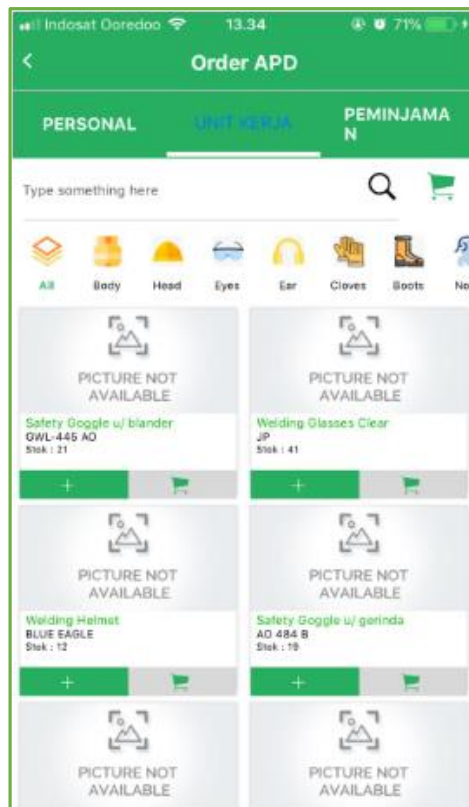 Indosat Ooredoo 13.34 71%
Order APD
PERSONAL UNIT KERJA PEMINJAMA
N
Type something here
All Body Head Eyes Ear Cloves Boots No
PICTURE NOT
AVAILABLE
Safety Goggle u/ blander
GWL-445 AO
Stok : 21
+
PICTURE NOT
AVAILABLE
Welding Glasses Clear
JP
Stok : 41
+
PICTURE NOT
AVAILABLE
Welding Helmet
BLUE EAGLE
Stok : 12
+
PICTURE NOT
AVAILABLE
Safety Goggle u/ gerinda
AO 484 B
Stok : 19
+
PICTURE NOT
AVAILABLE
PICTURE NOT
AVAILABLE